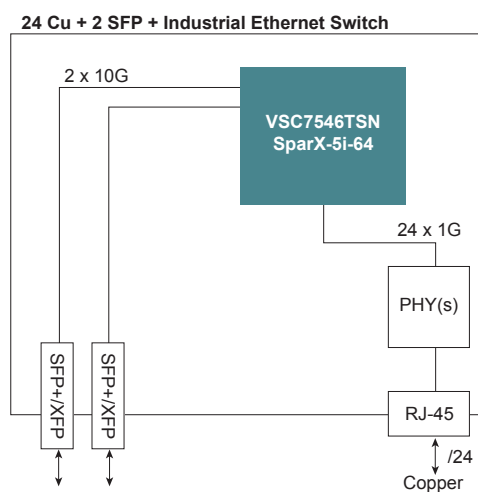 24 Cu + 2 SFP + Industrial Ethernet Switch
2 x 10G
VSC7546TSN
SparX-5i-64
24 x 1G
PHY(s)
SFP+/XFP
SFP+/XFP
RJ-45
/24
Copper